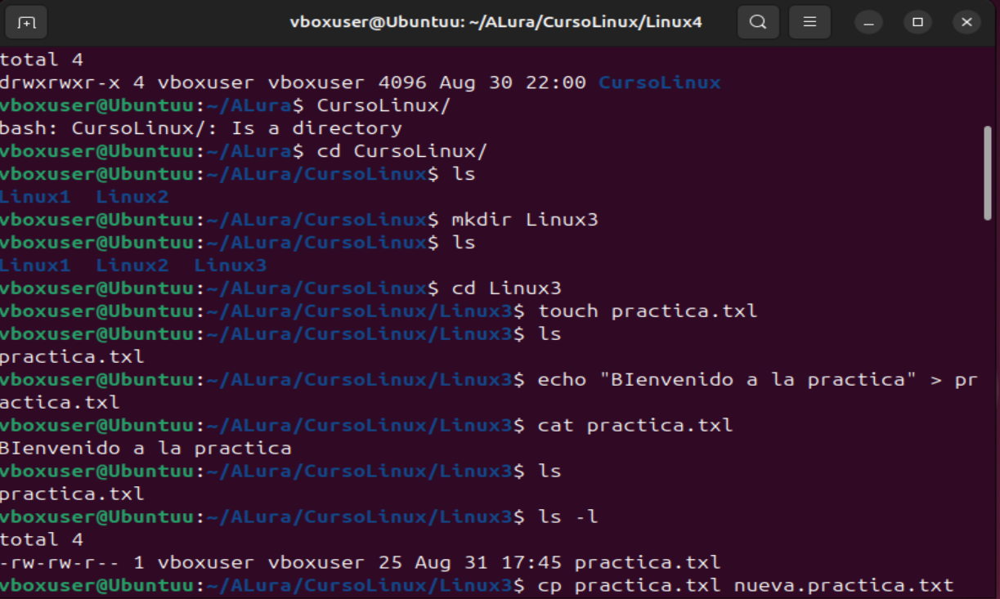 vboxuser@Ubuntuu: ~/ALura/CursoLinux/Linux4
total 4
drwxrwxr-x 4 vboxuser vboxuser 4096 Aug 30 22:00 CursoLinux
vboxuser@Ubuntuu:~/ALura$ CursoLinux/
bash: CursoLinux/: Is a directory
vboxuser@Ubuntuu:~/ALura$ cd CursoLinux/
vboxuser@Ubuntuu:~/ALura/CursoLinux$ ls
Linux1  Linux2
vboxuser@Ubuntuu:~/ALura/CursoLinux$ mkdir Linux3
vboxuser@Ubuntuu:~/ALura/CursoLinux$ ls
Linux1  Linux2  Linux3
vboxuser@Ubuntuu:~/ALura/CursoLinux$ cd Linux3
vboxuser@Ubuntuu:~/ALura/CursoLinux/Linux3$ touch practica.txl
vboxuser@Ubuntuu:~/ALura/CursoLinux/Linux3$ ls
practica.txl
vboxuser@Ubuntuu:~/ALura/CursoLinux/Linux3$ echo "BIenvenido a la practica" > pr
actica.txl
vboxuser@Ubuntuu:~/ALura/CursoLinux/Linux3$ cat practica.txl
BIenvenido a la practica
vboxuser@Ubuntuu:~/ALura/CursoLinux/Linux3$ ls
practica.txl
vboxuser@Ubuntuu:~/ALura/CursoLinux/Linux3$ ls -l
total 4
-rw-rw-r-- 1 vboxuser vboxuser 25 Aug 31 17:45 practica.txl
vboxuser@Ubuntuu:~/ALura/CursoLinux/Linux3$ cp practica.txl nueva.practica.txt